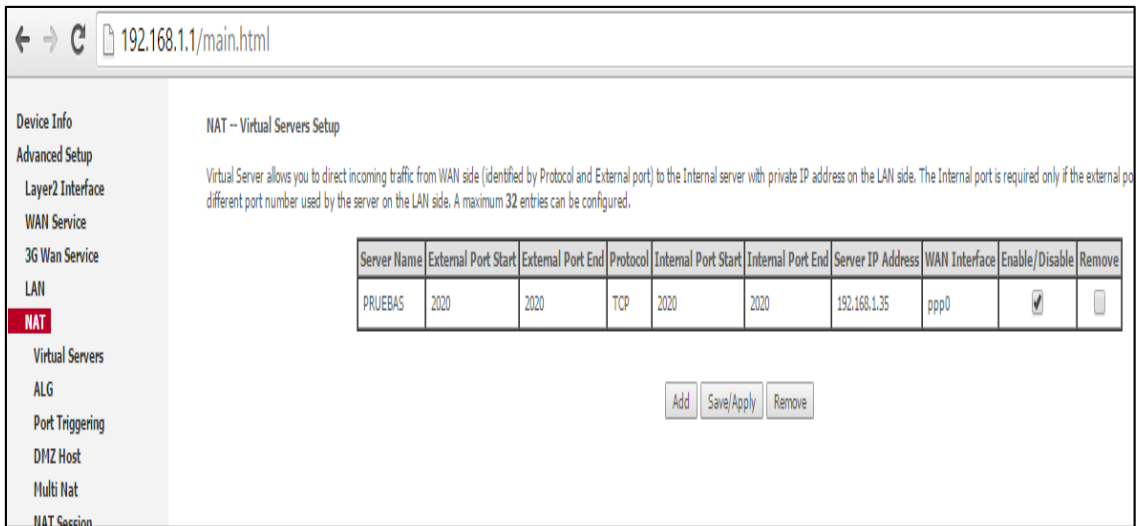 192.168.1.1/main.html
Device Info
Advanced Setup
Layer2 Interface
WAN Service
3G Wan Service
LAN
NAT
Virtual Servers
ALG
Port Triggering
DMZ Host
Multi Nat
NAT Session
NAT -- Virtual Servers Setup
Virtual Server allows you to direct incoming traffic from WAN side (identified by Protocol and External port) to the Internal server with private IP address on the LAN side. The Internal port is required only if the external po
different port number used by the server on the LAN side. A maximum 32 entries can be configured.
Server Name External Port Start External Port End Protocol Internal Port Start Internal Port End Server IP Address WAN Interface Enable/Disable Remove
PRUEBAS 2020 2020 TCP 2020 2020 192.168.1.35 ppp0
Add Save/Apply Remove